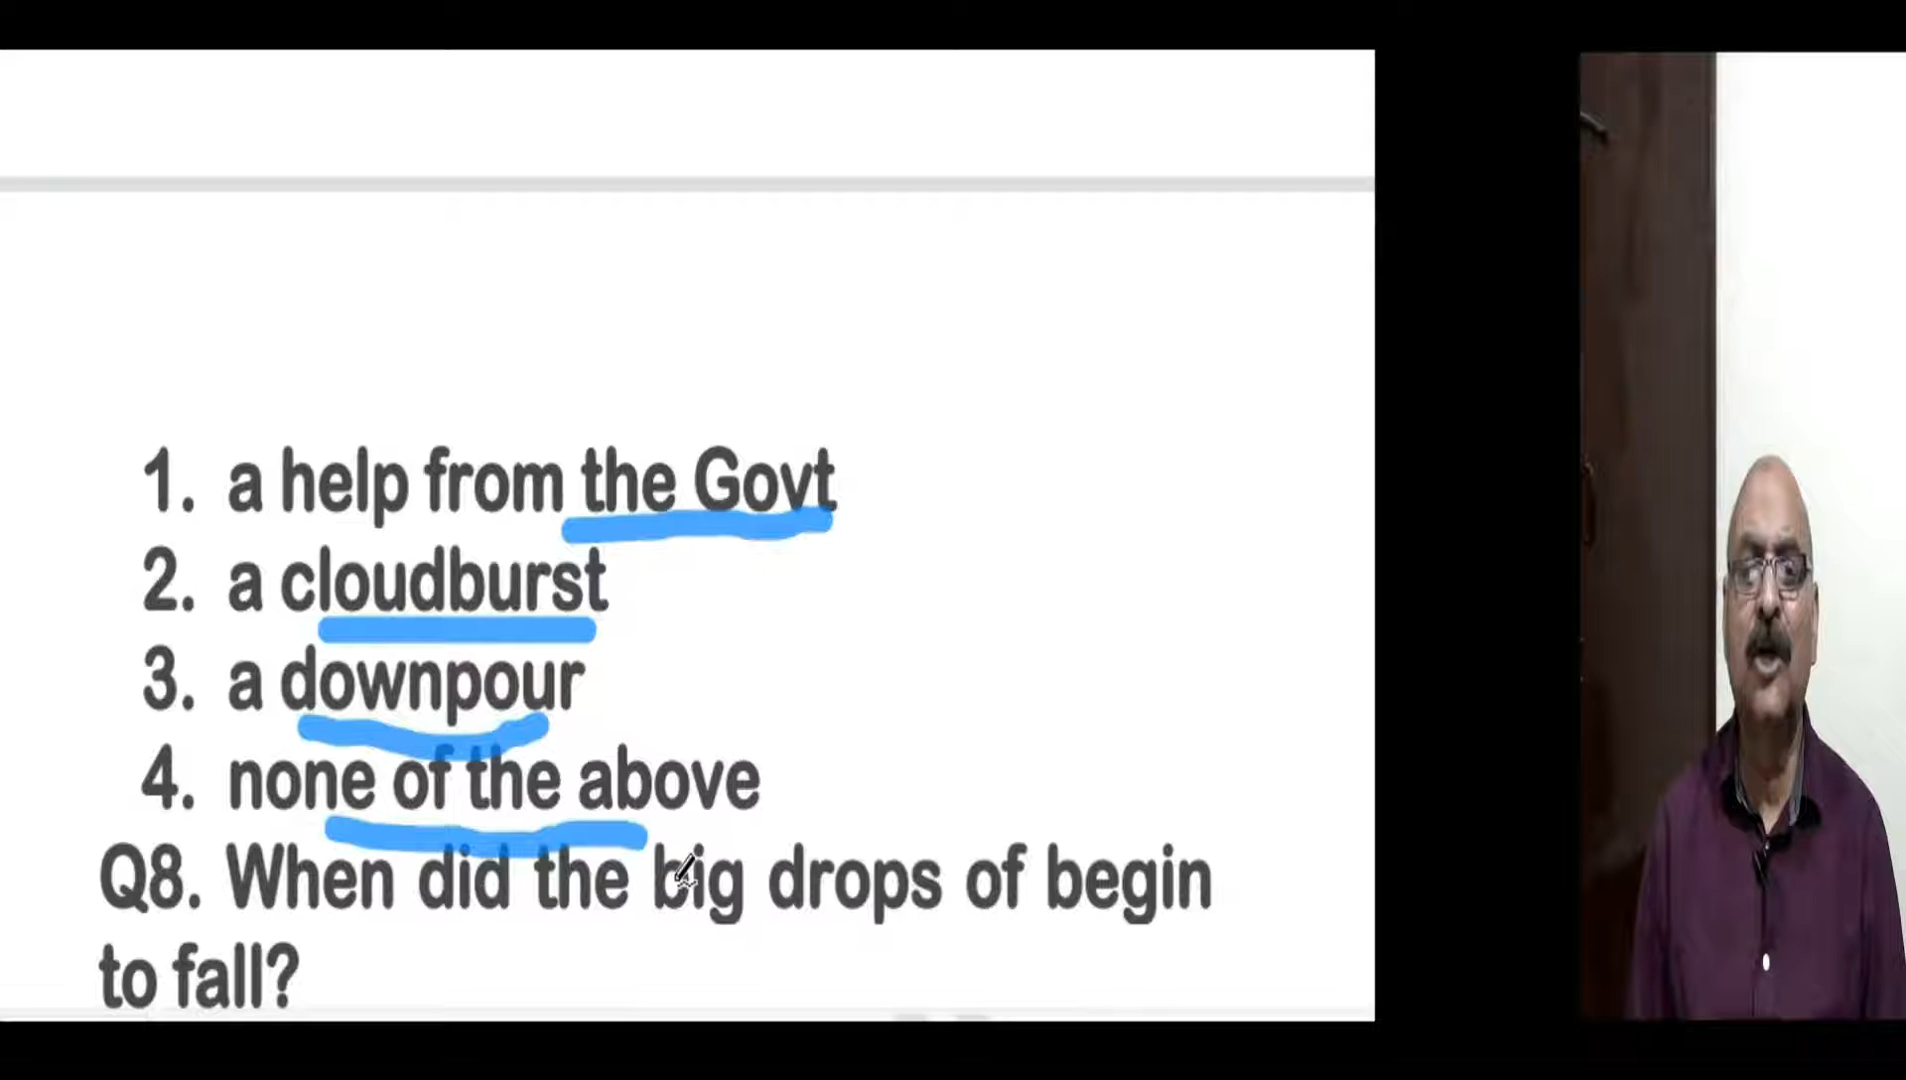 1. a help from the Govt
2. a cloudburst
3. a downpour
4. none of the above
Q8. When did the big drops of begin
to fall?